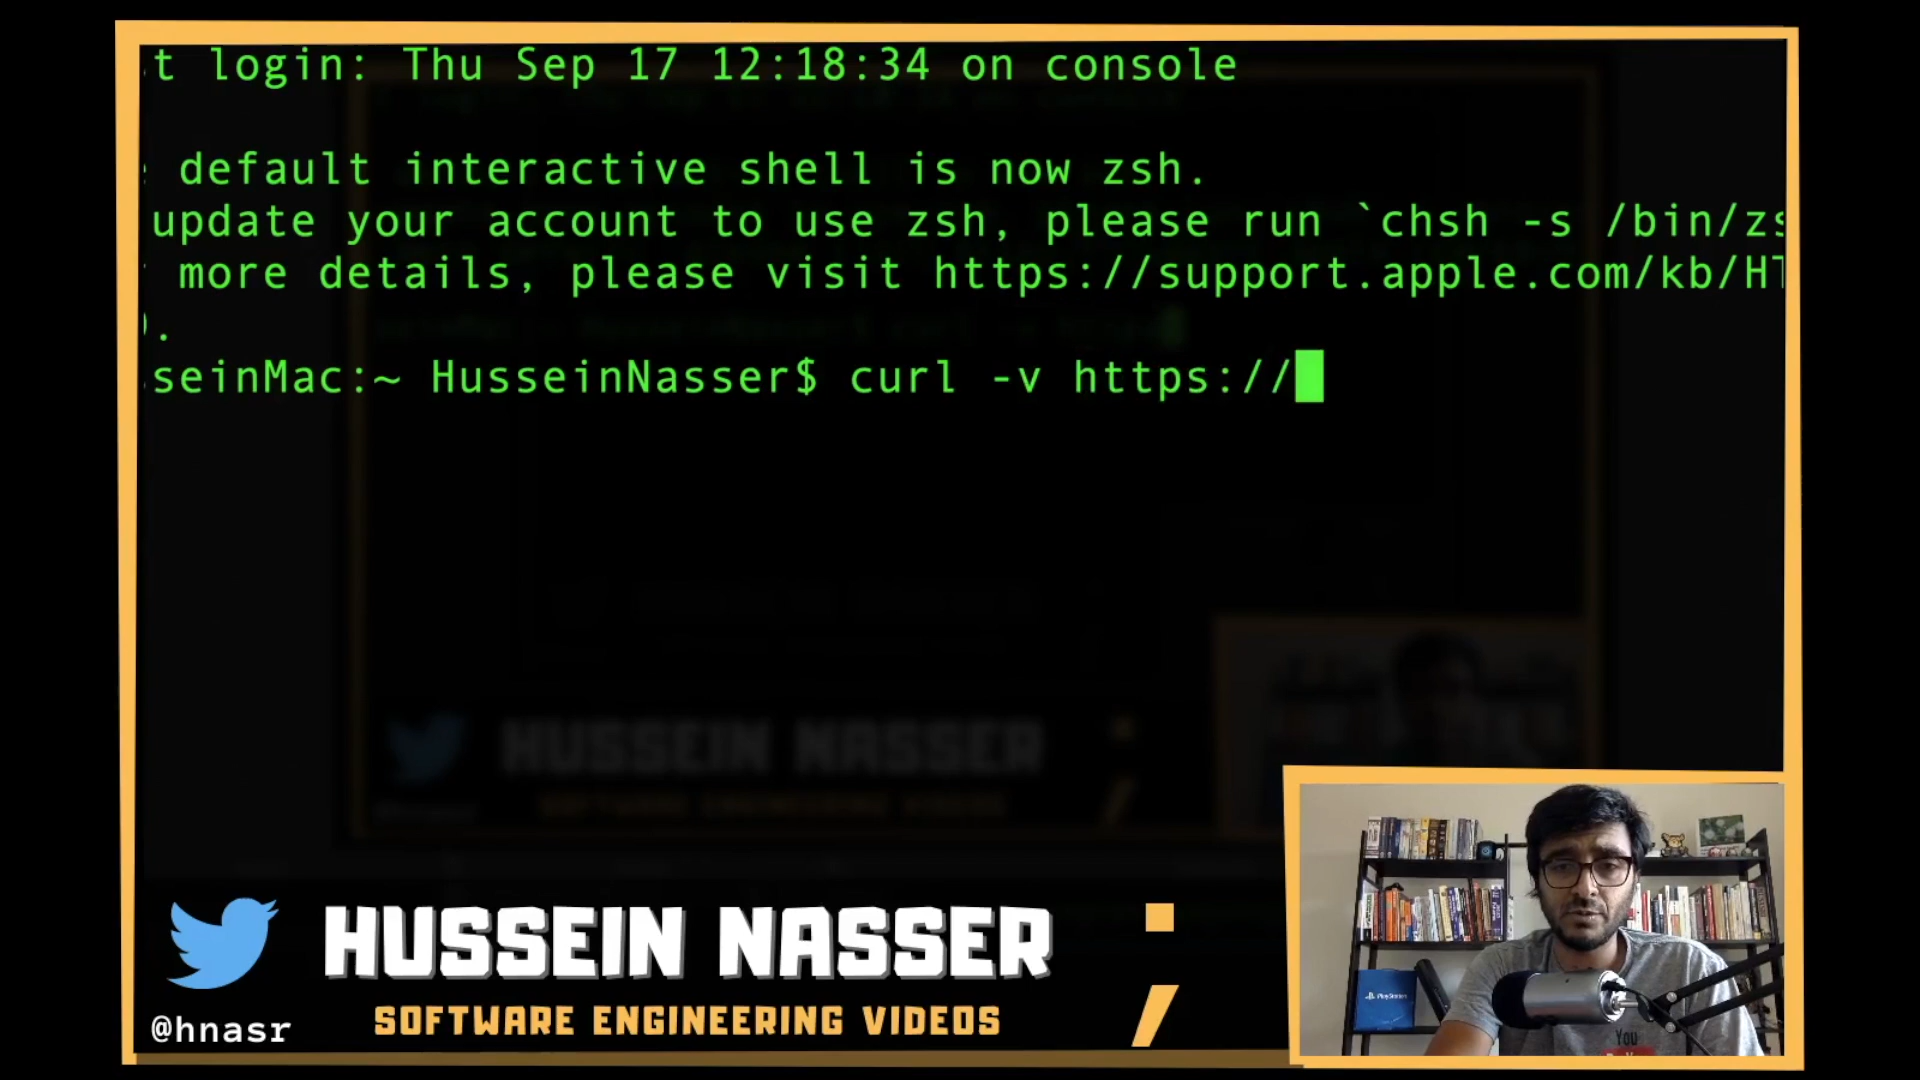 t login: Thu Sep 17 12:18:34 on console
default interactive shell is now zsh.
update your account to use zsh, please run `chsh -s /bin/zs
more details, please visit https://support.apple.com/kb/HT
.
seinMac:~ HusseinNasser$ curl -v https://
HUSSEIN NASSER ;
SOFTWARE ENGINEERING VIDEOS
@hnasr
PlayStation
You